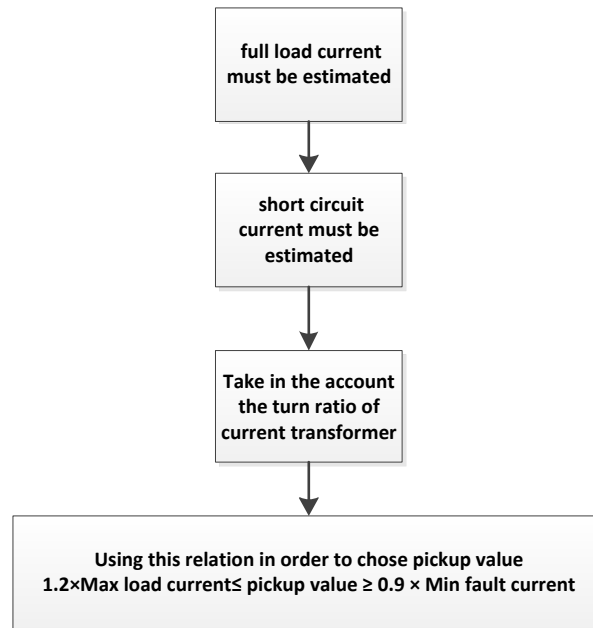 full load current
must be estimated
short circuit
current must be
estimated
Take in the account
the turn ratio of
current transformer
Using this relation in order to chose pickup value
1.2×Max load current≤ pickup value ≥ 0.9 × Min fault current